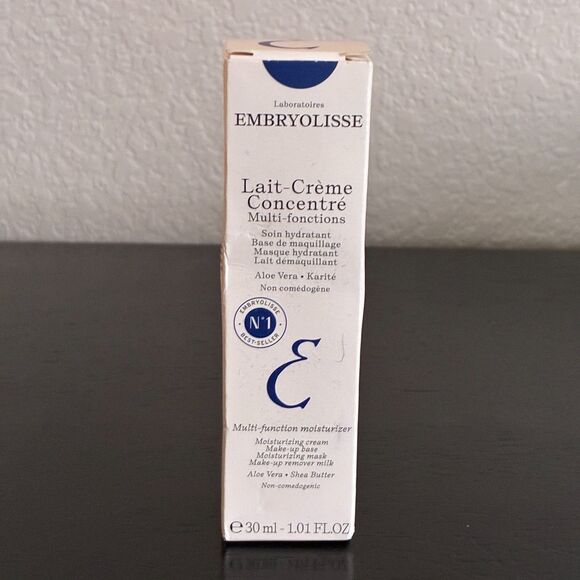 Laboratoires
EMBRYOLISSE
Lait-Crème
Concentré
Multi-fonctions
Soin hydratant
Base de maquillage
Masque hydratant
Lait démaquillant
Aloe Vera • Karité
Non comédogène
EMBRYOLISSE
N°1
BEST-SELLER
Multi-function moisturizer
Moisturizing cream
Make-up base
Moisturizing mask
Make-up remover milk
Aloe Vera • Shea Butter
Non-comedogenic
℮ 30 ml - 1.01 FL.OZ